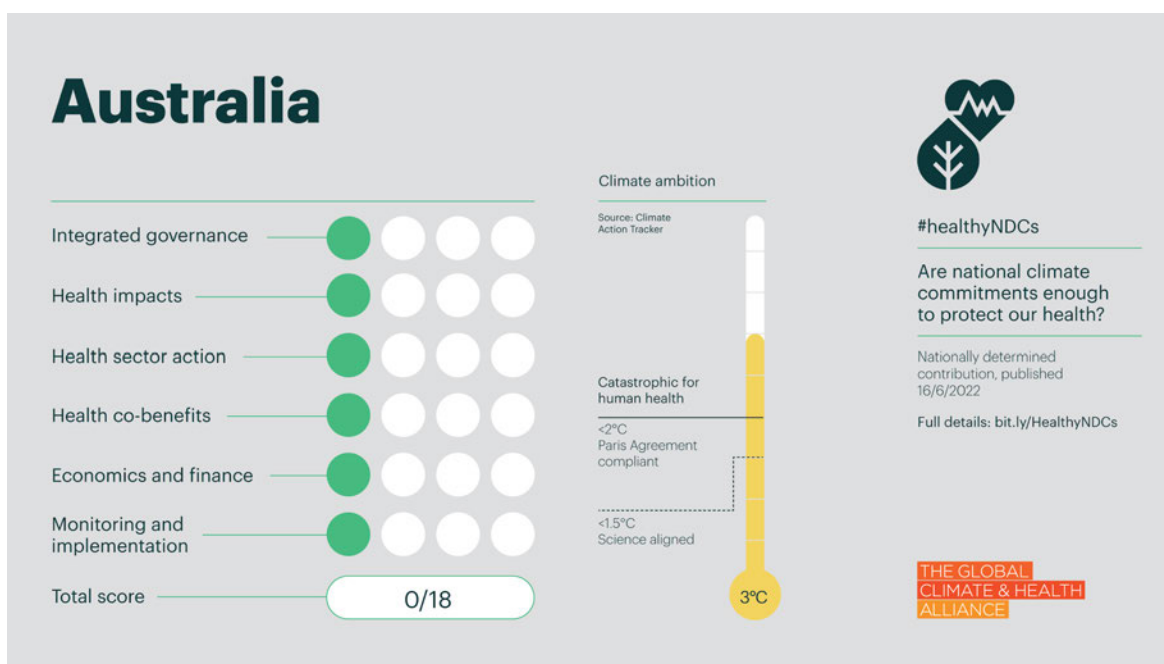 Australia
Integrated governance
Health impacts
Health sector action
Health co-benefits
Economics and finance
Monitoring and
implementation
Total score
0/18
Climate ambition
Source: Climate
Action Tracker
Catastrophic for
human health
<2°C
Paris Agreement
compliant
<1.5°C
Science aligned
3°C
#healthyNDCs
Are national climate
commitments enough
to protect our health?
Nationally determined
contribution, published
16/6/2022
Full details: bit.ly/HealthyNDCs
THE GLOBAL
CLIMATE & HEALTH
ALLIANCE